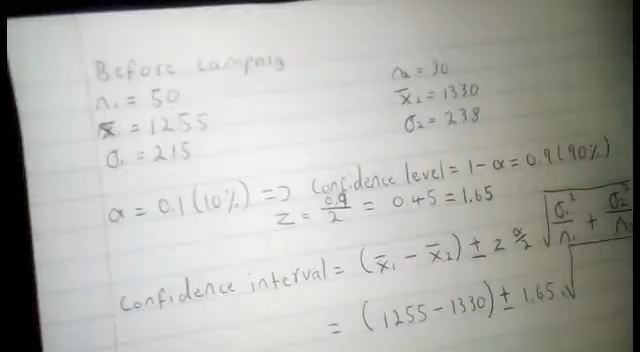 Before campaig
n₁ = 50
x̄ = 1255
σ₁ = 215
n₂ = 30
x̄₂ = 1330
σ₂ = 238
α = 0.1 (10%) => Confidence level = 1 - α = 0.9 (90%)
z = 0.9/2 = 0.45 = 1.65
Confidence interval = (x̄₁ - x̄₂) ± z α/2 . √σ₁²/n₁ + σ₂²/n
= (1255 - 1330) ± 1.65 . √